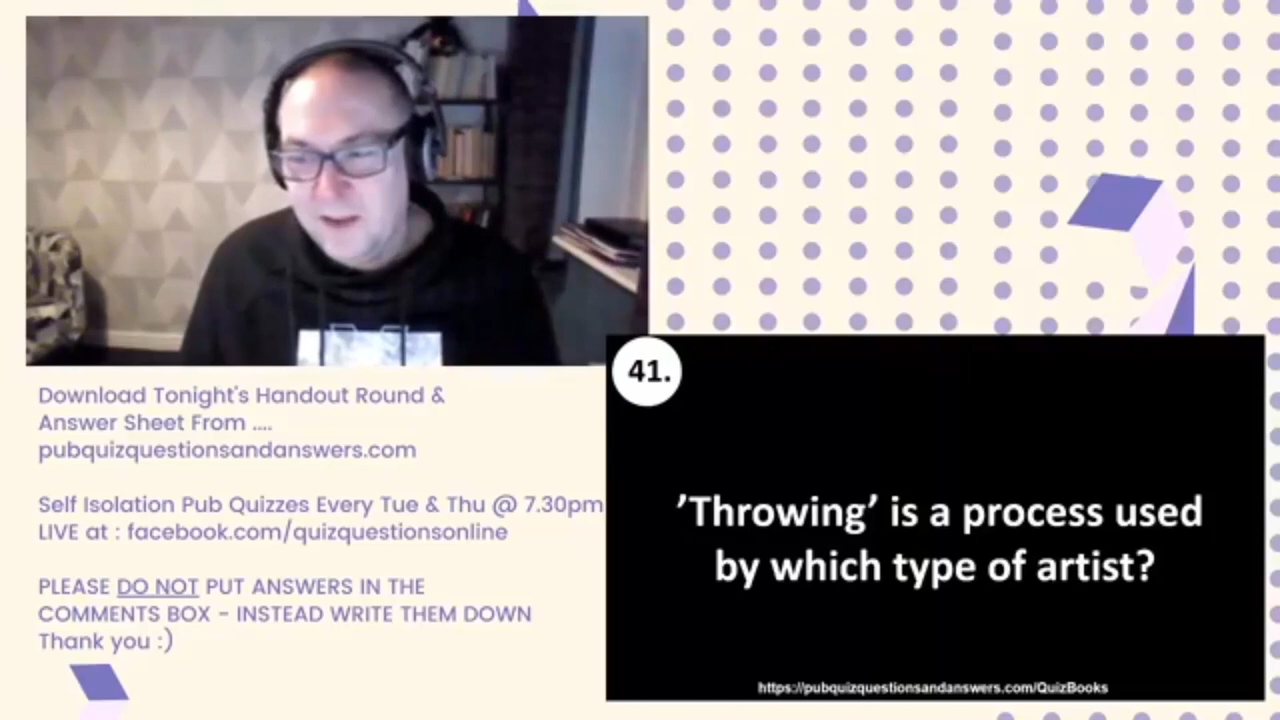 Download Tonight's Handout Round &
Answer Sheet From ....
pubquizquestionsandanswers.com
Self Isolation Pub Quizzes Every Tue & Thu @ 7.30pm
LIVE at : facebook.com/quizquestionsonline
PLEASE DO NOT PUT ANSWERS IN THE
COMMENTS BOX - INSTEAD WRITE THEM DOWN
Thank you :)
41.
’Throwing’ is a process used
by which type of artist?
https://pubquizquestionsandanswers.com/QuizBooks